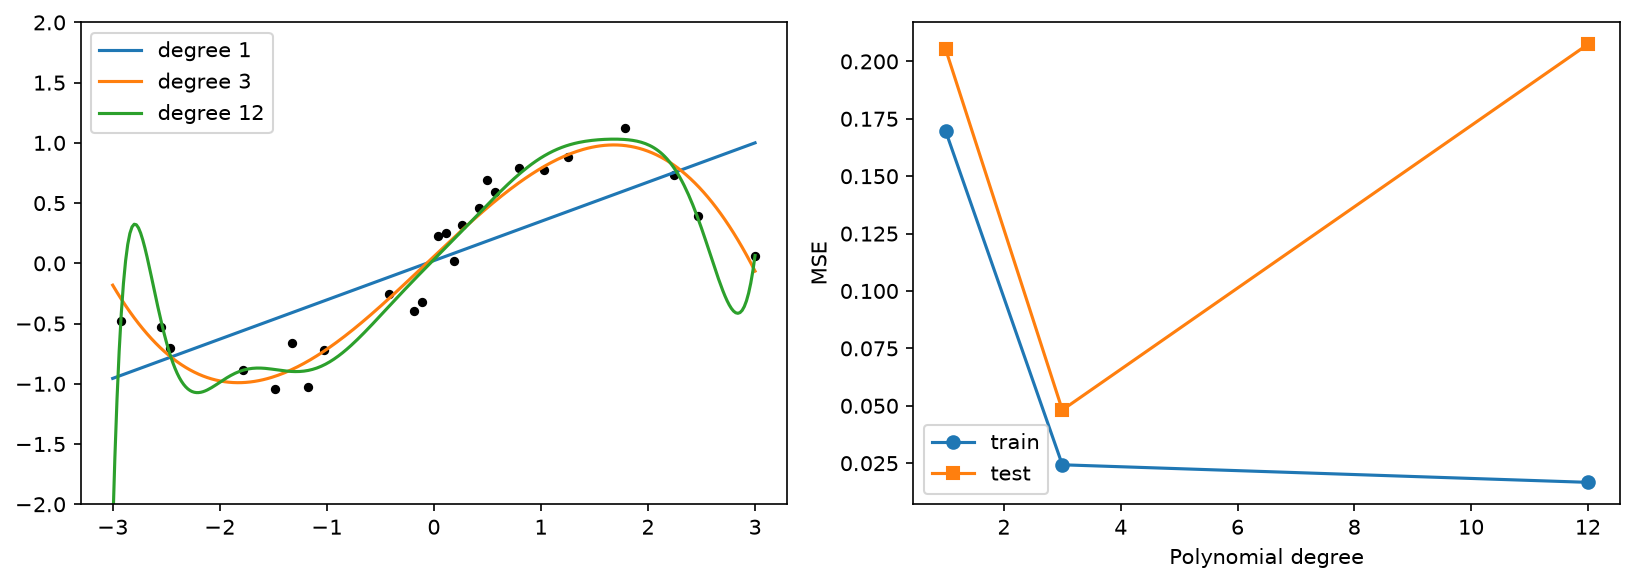 degree 1
degree 3
degree 12
2.0
1.5
1.0
0.5
0.0
−0.5
−1.0
−1.5
−2.0
−3 −2 −1 0 1 2 3
MSE
0.200
0.175
0.150
0.125
0.100
0.075
0.050
0.025
train
test
2 4 6 8 10 12
Polynomial degree